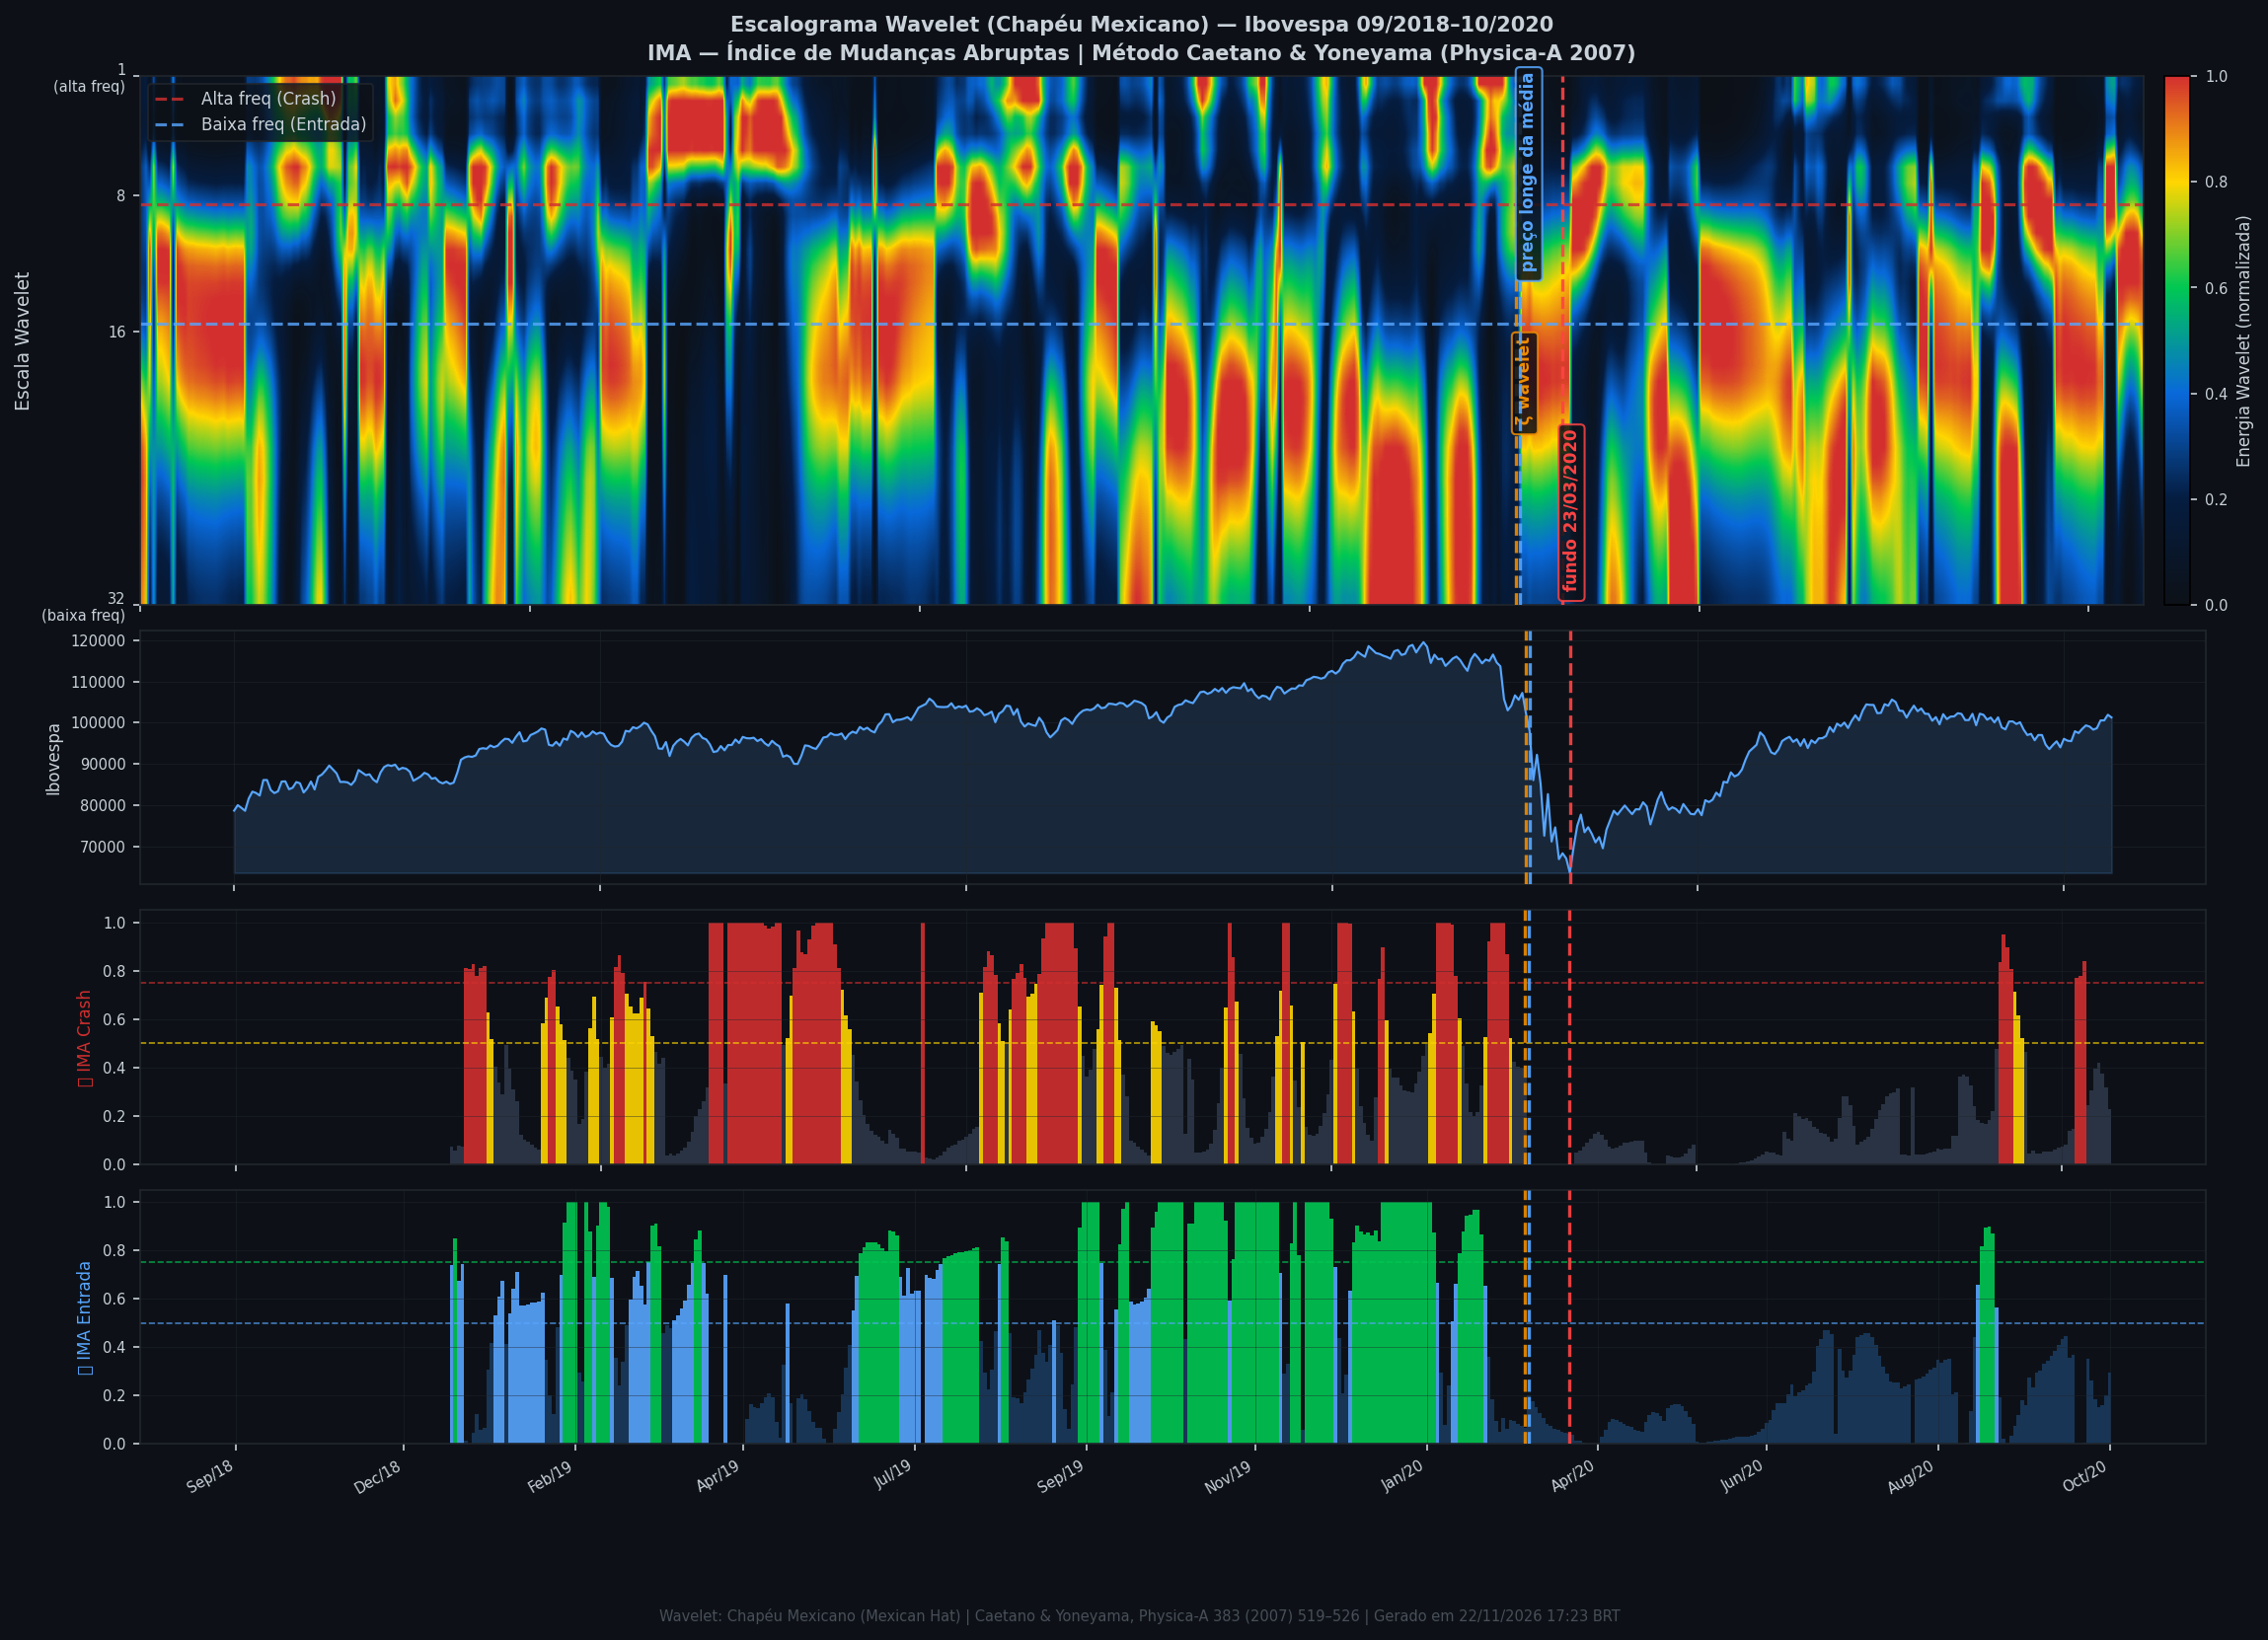 Escalograma Wavelet (Chapéu Mexicano) — Ibovespa 09/2018–10/2020
IMA — Índice de Mudanças Abruptas | Método Caetano & Yoneyama (Physica-A 2007)
1
(alta freq)
8
16
32
(baixa freq)
Escala Wavelet
Alta freq (Crash)
Baixa freq (Entrada)
preço longe da média
ζ wavelet
fundo 23/03/2020
1.0
0.8
0.6
0.4
0.2
0.0
Energia Wavelet (normalizada)
120000
110000
100000
90000
80000
70000
Ibovespa
1.0
0.8
0.6
0.4
0.2
0.0
IMA Crash
1.0
0.8
0.6
0.4
0.2
0.0
IMA Entrada
Sep/18
Dec/18
Feb/19
Apr/19
Jul/19
Sep/19
Nov/19
Jan/20
Apr/20
Jun/20
Aug/20
Oct/20
Wavelet: Chapéu Mexicano (Mexican Hat) | Caetano & Yoneyama, Physica-A 383 (2007) 519–526 | Gerado em 22/11/2026 17:23 BRT